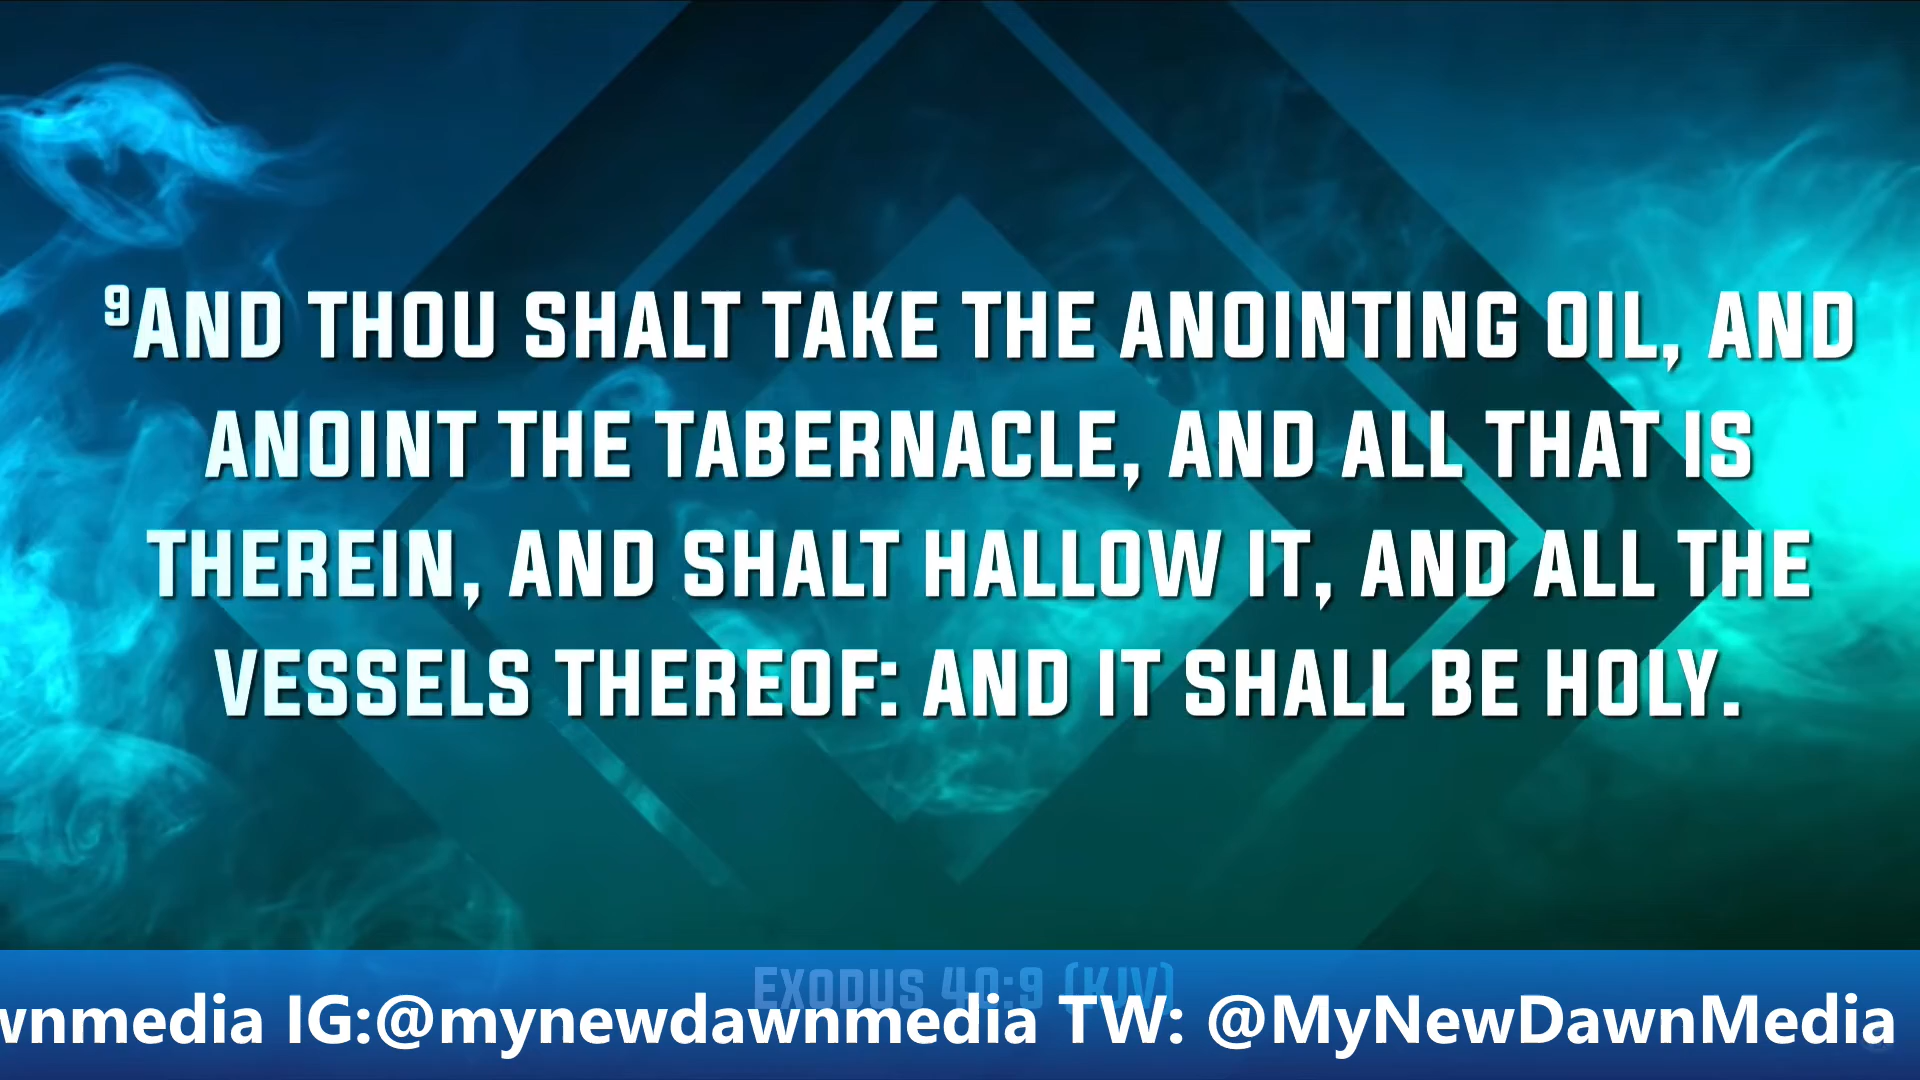 ⁹AND THOU SHALT TAKE THE ANOINTING OIL, AND
ANOINT THE TABERNACLE, AND ALL THAT IS
THEREIN, AND SHALT HALLOW IT, AND ALL THE
VESSELS THEREOF: AND IT SHALL BE HOLY.
EXODUS 40:9 (KJV)
wnmedia IG:@mynewdawnmedia TW: @MyNewDawnMedia